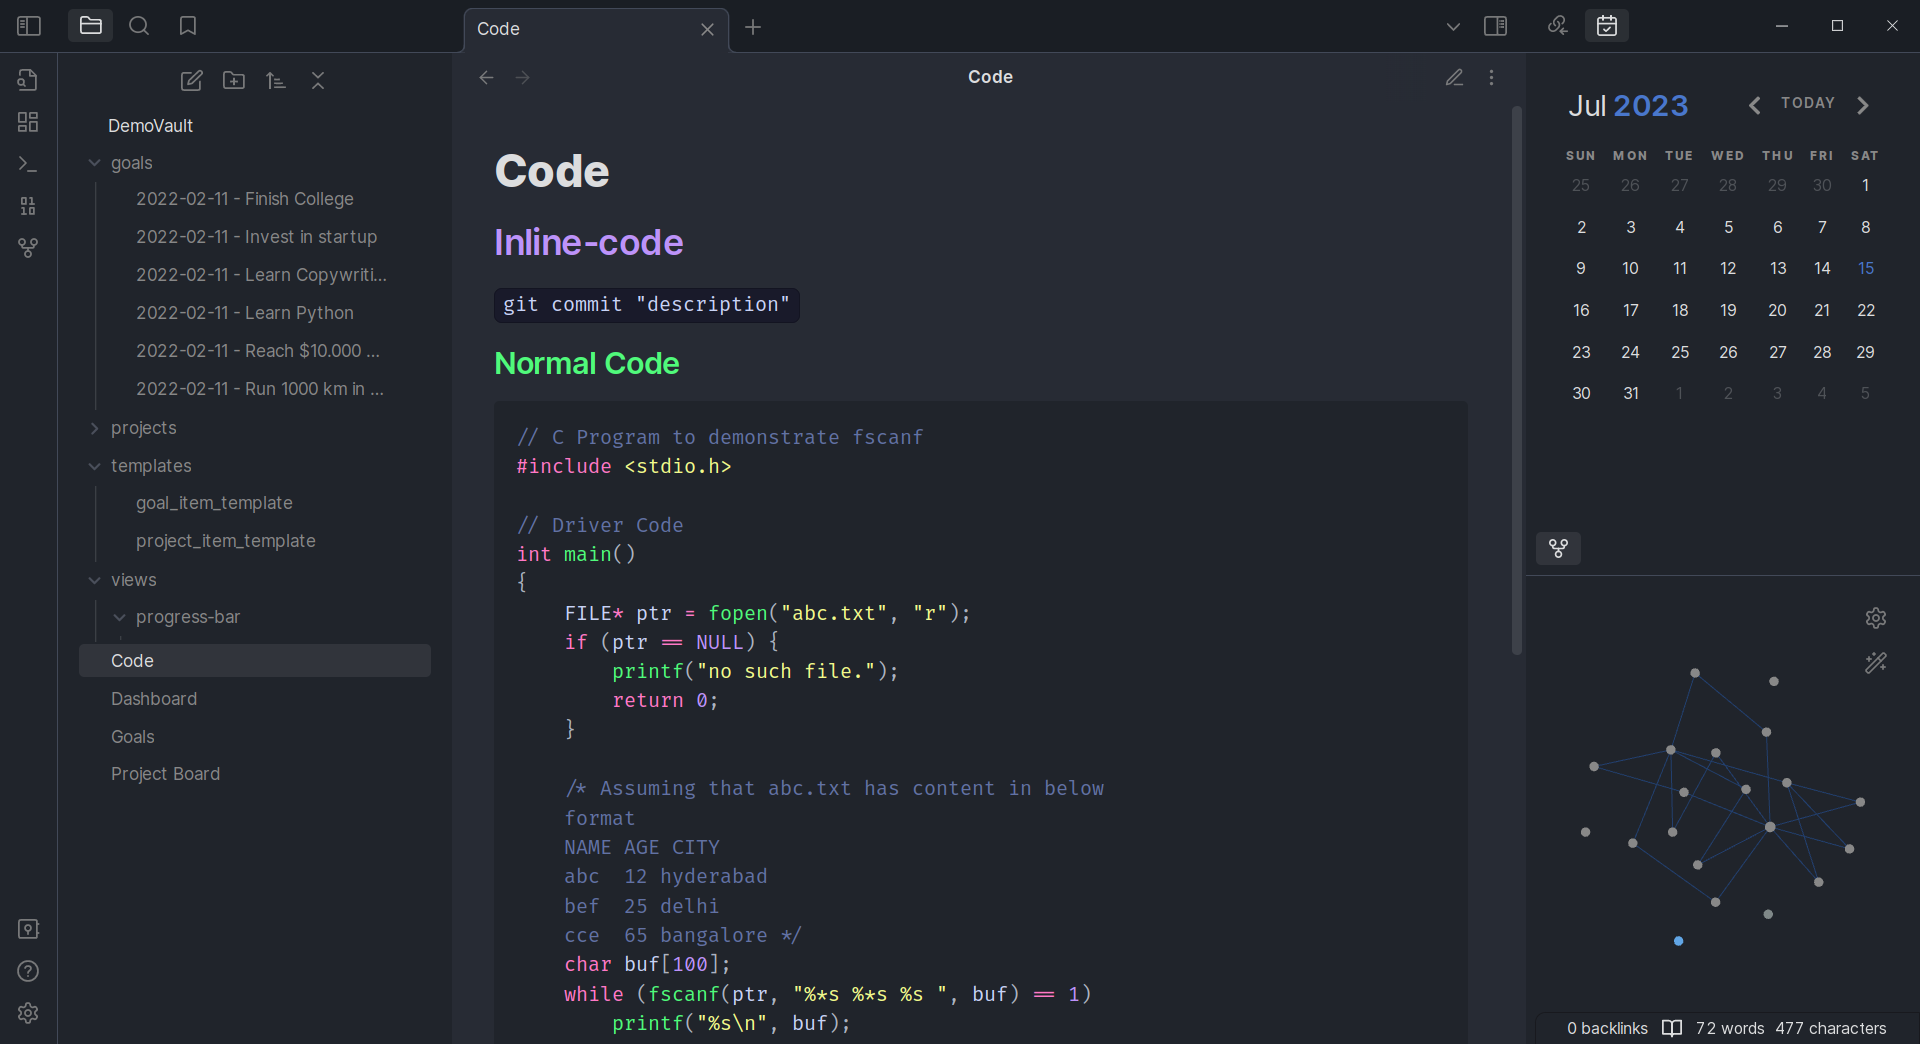 Code
DemoVault
goals
2022-02-11 - Finish College
2022-02-11 - Invest in startup
2022-02-11 - Learn Copywriti...
2022-02-11 - Learn Python
2022-02-11 - Reach $10.000 ...
2022-02-11 - Run 1000 km in ...
projects
templates
goal_item_template
project_item_template
views
progress-bar
Code
Dashboard
Goals
Project Board
Code
Code
Inline-code
git commit "description"
Normal Code
// C Program to demonstrate fscanf
#include <stdio.h>
// Driver Code
int main()
{
    FILE* ptr = fopen("abc.txt", "r");
    if (ptr == NULL) {
        printf("no such file.");
        return 0;
    }
    /* Assuming that abc.txt has content in below
    format
    NAME AGE CITY
    abc  12 hyderabad
    bef  25 delhi
    cce  65 bangalore */
    char buf[100];
    while (fscanf(ptr, "%*s %*s %s ", buf) == 1)
        printf("%s\n", buf);
Jul 2023
TODAY
SUN MON TUE WED THU FRI SAT
25 26 27 28 29 30 1
2 3 4 5 6 7 8
9 10 11 12 13 14 15
16 17 18 19 20 21 22
23 24 25 26 27 28 29
30 31 1 2 3 4 5
0 backlinks 72 words 477 characters